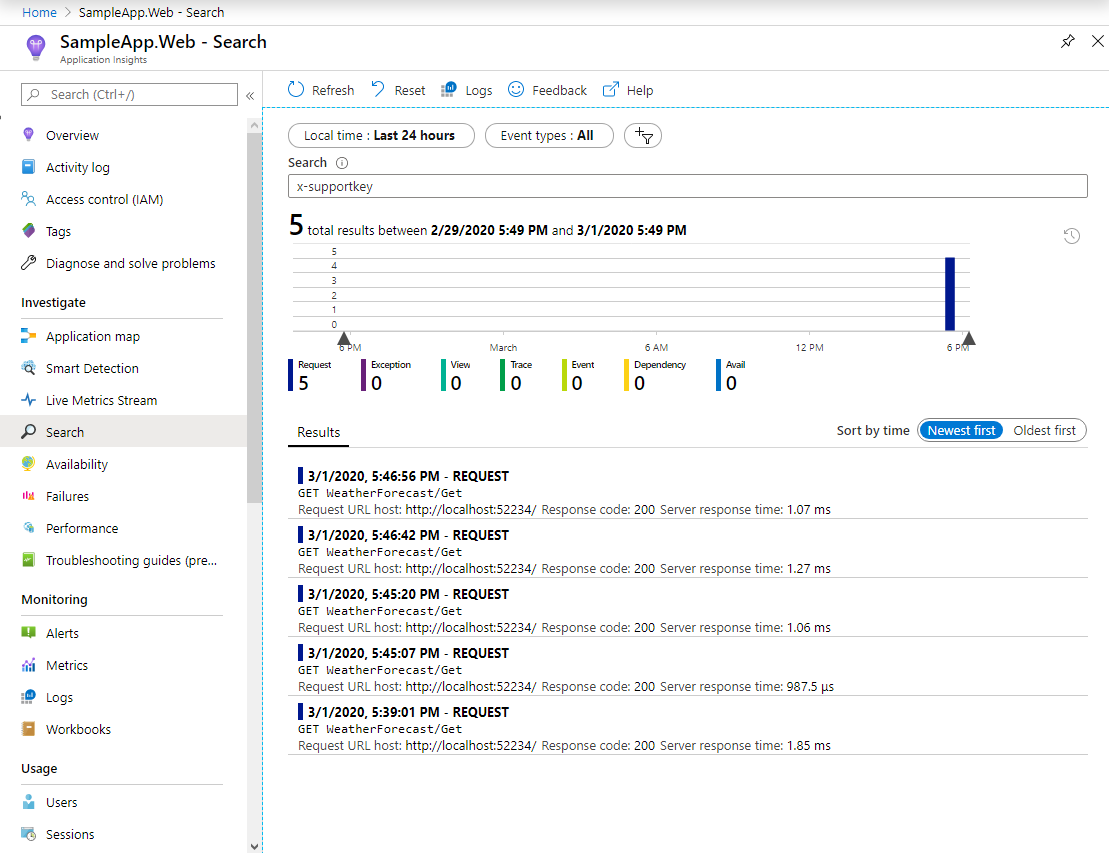 Home > SampleApp.Web - Search
SampleApp.Web - Search
Application Insights
Search (Ctrl+/)
«
Overview
Activity log
Access control (IAM)
Tags
Diagnose and solve problems
Investigate
Application map
Smart Detection
Live Metrics Stream
Search
Availability
Failures
Performance
Troubleshooting guides (pre...
Monitoring
Alerts
Metrics
Logs
Workbooks
Usage
Users
Sessions
Refresh Reset Logs Feedback Help
Local time : Last 24 hours Event types : All
Search
x-supportkey
5 total results between 2/29/2020 5:49 PM and 3/1/2020 5:49 PM
5
4
3
2
1
0
6 PM March 6 AM 12 PM 6 PM
Request Exception View Trace Event Dependency Avail
5 0 0 0 0 0 0
Results Sort by time Newest first Oldest first
3/1/2020, 5:46:56 PM - REQUEST
GET WeatherForecast/Get
Request URL host: http://localhost:52234/ Response code: 200 Server response time: 1.07 ms
3/1/2020, 5:46:42 PM - REQUEST
GET WeatherForecast/Get
Request URL host: http://localhost:52234/ Response code: 200 Server response time: 1.27 ms
3/1/2020, 5:45:20 PM - REQUEST
GET WeatherForecast/Get
Request URL host: http://localhost:52234/ Response code: 200 Server response time: 1.06 ms
3/1/2020, 5:45:07 PM - REQUEST
GET WeatherForecast/Get
Request URL host: http://localhost:52234/ Response code: 200 Server response time: 987.5 µs
3/1/2020, 5:39:01 PM - REQUEST
GET WeatherForecast/Get
Request URL host: http://localhost:52234/ Response code: 200 Server response time: 1.85 ms